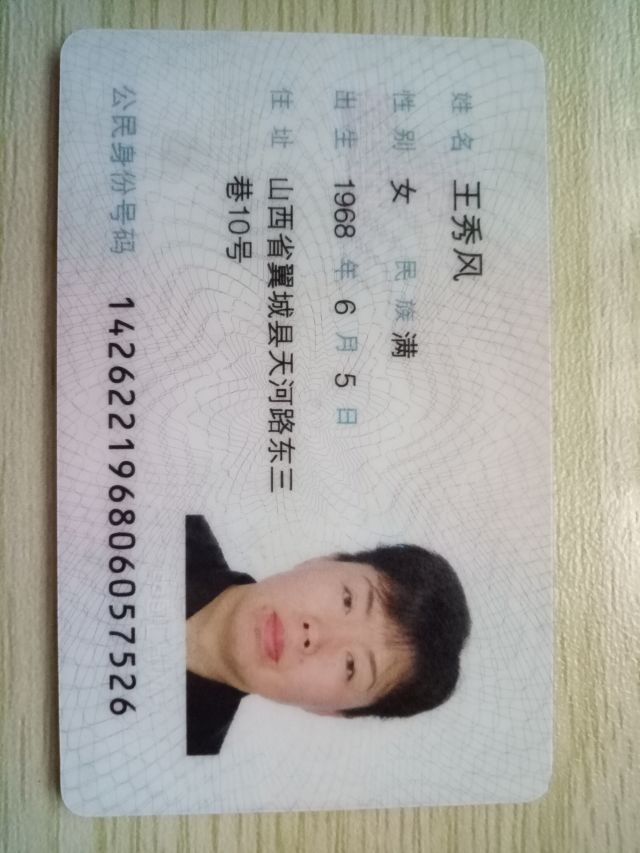 姓名 王秀风
性别 女 民族 满
出生 1968 年 6 月 5 日
住址 山西省翼城县天河路东三
巷10号
公民身份号码 142622196806057526